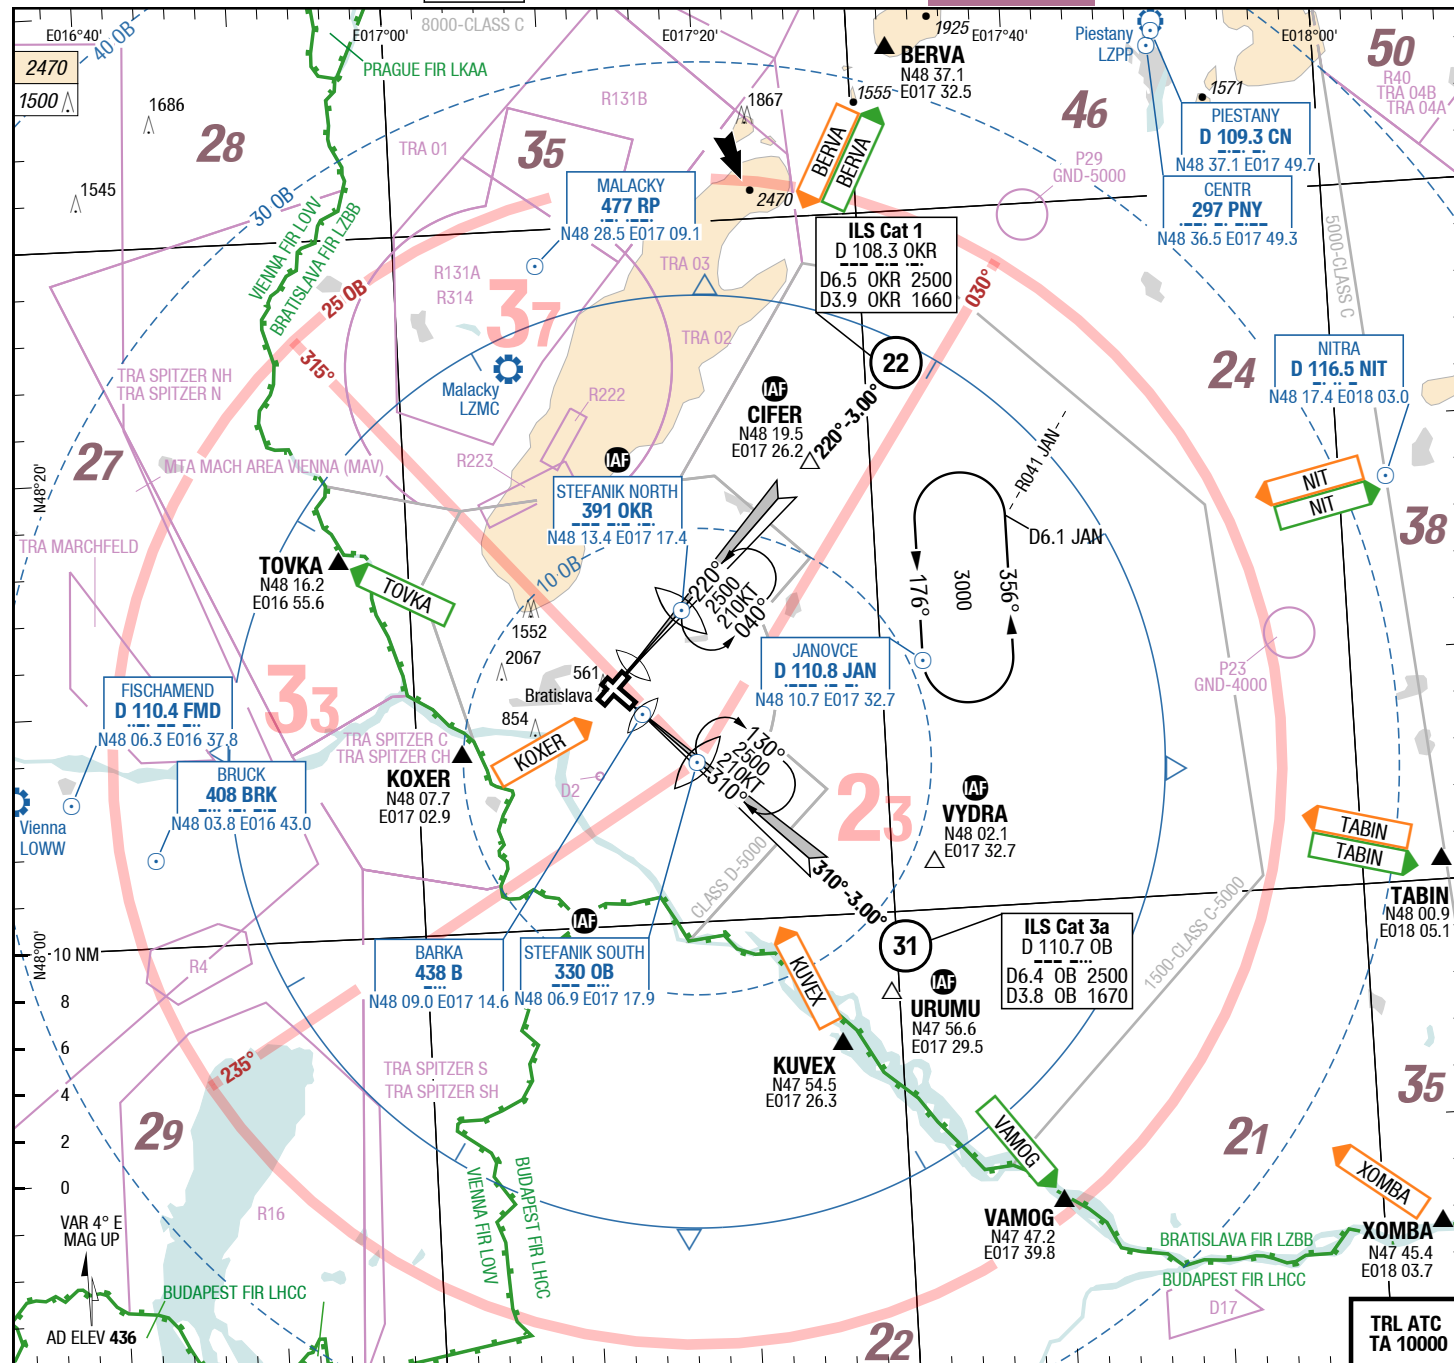 E016°40'
40 OB
E017°00'
8000-CLASS C
E017°20'
1925
E017°40'
E018°00'
50
R40
TRA 04B
TRA 04A
2470
1500
1686
28
1545
PRAGUE FIR LKAA
R131B
TRA 01
35
1867
BERVA
N48 37.1
E017 32.5
1555
46
Piestany
LZPP
1571
PIESTANY
D 109.3 CN
N48 37.1 E017 49.7
CENTR
297 PNY
N48 36.5 E017 49.3
P29
GND-5000
BERVA
BERVA
2470
MALACKY
477 RP
N48 28.5 E017 09.1
30 OB
VIENNA FIR LOVV
BRATISLAVA FIR LZBB
25 OB
315°
R131A
R314
37
TRA 03
TRA 02
ILS Cat 1
D 108.3 OKR
D6.5 OKR 2500
D3.9 OKR 1660
030°
5000-CLASS C
22
24
NITRA
D 116.5 NIT
N48 17.4 E018 03.0
TRA SPITZER NH
TRA SPITZER N
Malacky
LZMC
R222
R223
IAF
CIFER
N48 19.5
E017 26.2
220°-3.00°
27
MTA MACH AREA VIENNA (MAV)
IAF
STEFANIK NORTH
391 OKR
N48 13.4 E017 17.4
R041 JAN
D6.1 JAN
NIT
NIT
38
N48°20'
TRA MARCHFELD
TOVKA
N48 16.2
E016 55.6
TOVKA
10 OB
1552
2067
561
Bratislava
854
220°
2500
210KT
040°
176°
3000
356°
JANOVCE
D 110.8 JAN
N48 10.7 E017 32.7
P23
GND-4000
FISCHAMEND
D 110.4 FMD
N48 06.3 E016 37.8
33
BRUCK
408 BRK
N48 03.8 E016 43.0
Vienna
LOWW
TRA SPITZER C
TRA SPITZER CH
KOXER
N48 07.7
E017 02.9
KOXER
D2
130°
2500
210KT
310°
23
IAF
VYDRA
N48 02.1
E017 32.7
TABIN
TABIN
TABIN
N48 00.9
E018 05.1
CLASS D-5000
310°-3.00°
1500-CLASS C-5000
IAF
N48°00'
10 NM
8
6
4
2
0
R4
BARKA
438 B
N48 09.0 E017 14.6
STEFANIK SOUTH
330 OB
N48 06.9 E017 17.9
KUVEX
31
ILS Cat 3a
D 110.7 OB
D6.4 OB 2500
D3.8 OB 1670
IAF
URUMU
N47 56.6
E017 29.5
KUVEX
N47 54.5
E017 26.3
235°
TRA SPITZER S
TRA SPITZER SH
29
35
21
VAMOG
VAMOG
N47 47.2
E017 39.8
XOMBA
XOMBA
N47 45.4
E018 03.7
VIENNA FIR LOVV
BUDAPEST FIR LHCC
R16
VAR 4° E
MAG UP
AD ELEV 436
BUDAPEST FIR LHCC
BRATISLAVA FIR LZBB
BUDAPEST FIR LHCC
D17
22
TRL ATC
TA 10000